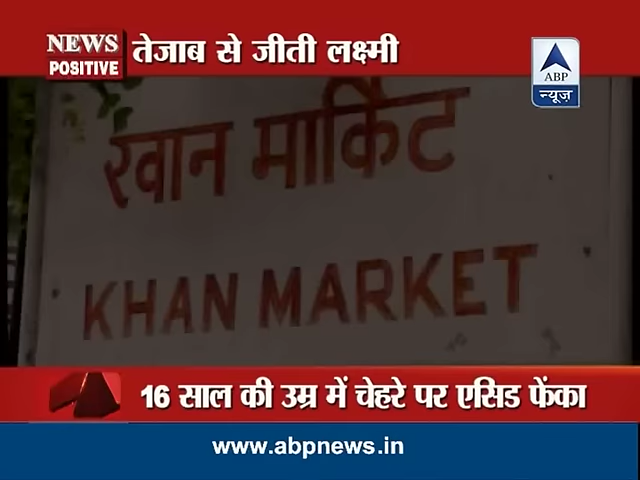 NEWS
POSITIVE
तेजाब से जीती लक्ष्मी
ABP
न्यूज़
खान मार्किट
KHAN MARKET
16 साल की उम्र में चेहरे पर एसिड फेंका
www.abpnews.in